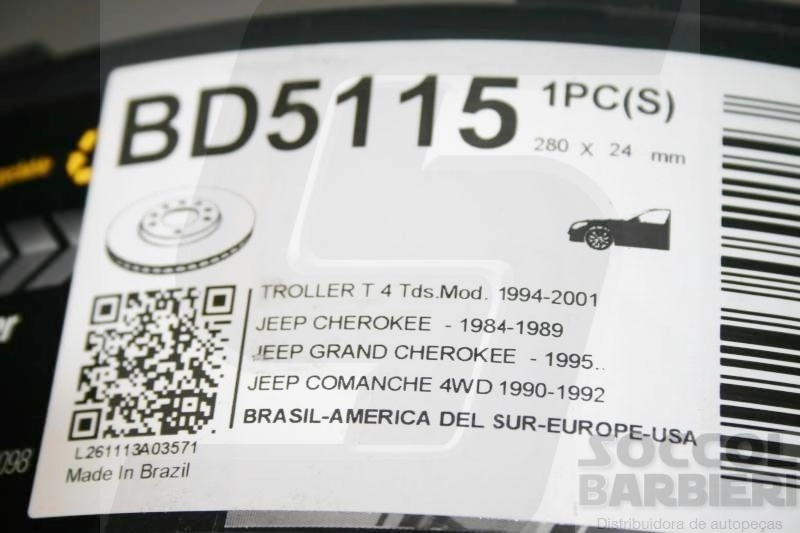 BD5115
1PC(S)
280 X 24 mm
TROLLER T 4 Tds.Mod. 1994-2001
JEEP CHEROKEE - 1984-1989
JEEP GRAND CHEROKEE - 1995..
JEEP COMANCHE 4WD 1990-1992
BRASIL-AMERICA DEL SUR-EUROPE-USA
L261113A03571
Made In Brazil
098
SOCCOL
BARBIERI
Distribuidora de autopeças